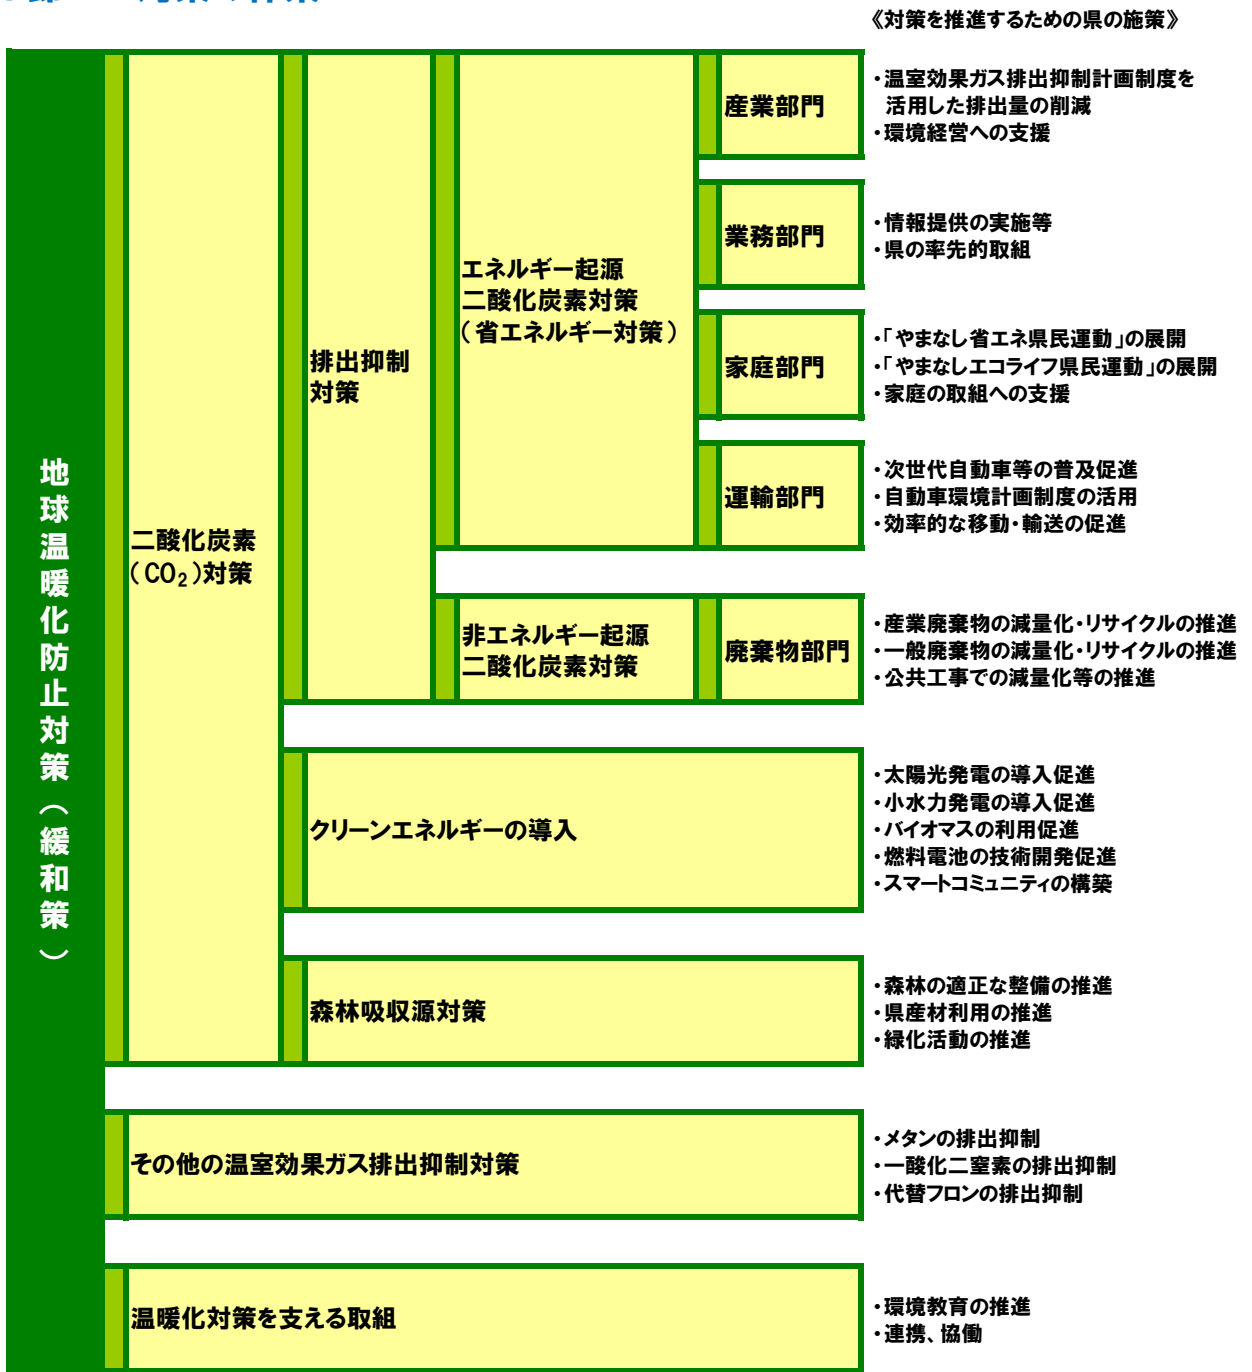 《対策を推進するための県の施策》
地球温暖化防止対策（緩和策）
二酸化炭素
（CO₂）対策
排出抑制
対策
エネルギー起源
二酸化炭素対策
（省エネルギー対策）
産業部門
・温室効果ガス排出抑制計画制度を
活用した排出量の削減
・環境経営への支援
業務部門
・情報提供の実施等
・県の率先的取組
家庭部門
・「やまなし省エネ県民運動」の展開
・「やまなしエコライフ県民運動」の展開
・家庭の取組への支援
運輸部門
・次世代自動車等の普及促進
・自動車環境計画制度の活用
・効率的な移動・輸送の促進
非エネルギー起源
二酸化炭素対策
廃棄物部門
・産業廃棄物の減量化・リサイクルの推進
・一般廃棄物の減量化・リサイクルの推進
・公共工事での減量化等の推進
クリーンエネルギーの導入
・太陽光発電の導入促進
・小水力発電の導入促進
・バイオマスの利用促進
・燃料電池の技術開発促進
・スマートコミュニティの構築
森林吸収源対策
・森林の適正な整備の推進
・県産材利用の推進
・緑化活動の推進
その他の温室効果ガス排出抑制対策
・メタンの排出抑制
・一酸化二窒素の排出抑制
・代替フロンの排出抑制
温暖化対策を支える取組
・環境教育の推進
・連携、協働